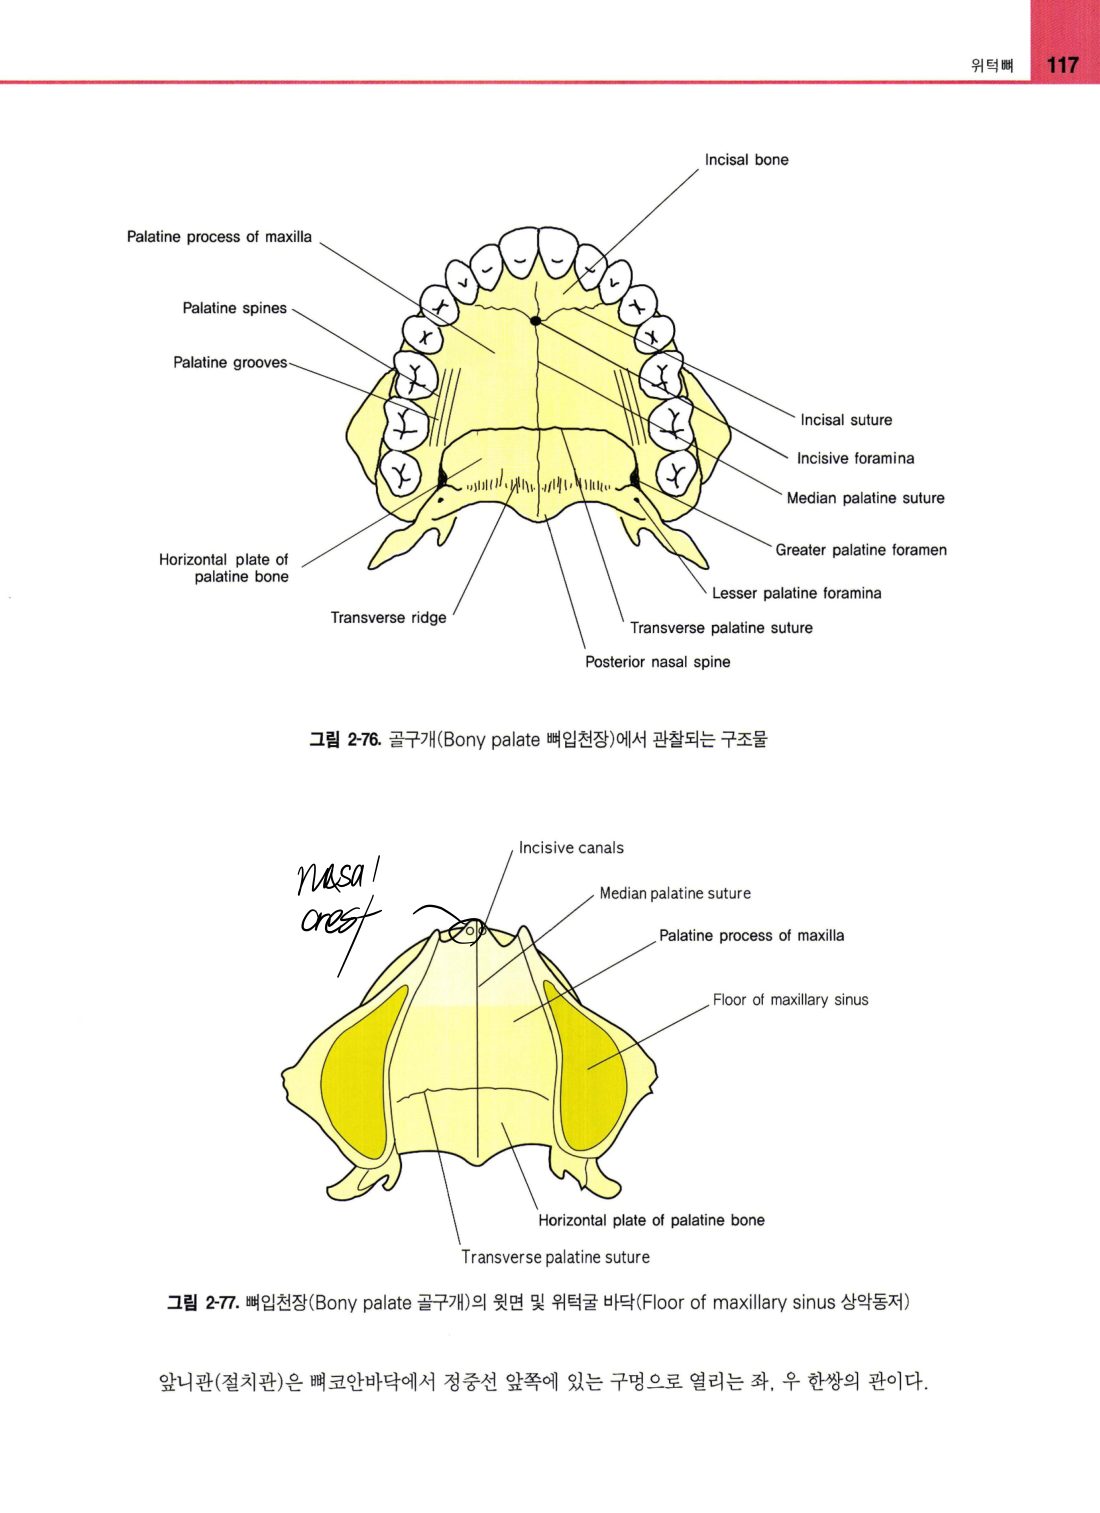 위턱뼈 117
Incisal bone
Palatine process of maxilla
Palatine spines
Palatine grooves
Incisal suture
Incisive foramina
Median palatine suture
Greater palatine foramen
Horizontal plate of
palatine bone
Lesser palatine foramina
Transverse ridge
Transverse palatine suture
Posterior nasal spine
그림 2-76. 골구개(Bony palate 뼈입천장)에서 관찰되는 구조물
Incisive canals
nasal
crest
Median palatine suture
Palatine process of maxilla
Floor of maxillary sinus
Horizontal plate of palatine bone
Transverse palatine suture
그림 2-77. 뼈입천장(Bony palate 골구개)의 윗면 및 위턱굴 바닥(Floor of maxillary sinus 상악동저)
앞니관(절치관)은 뼈코안바닥에서 정중선 앞쪽에 있는 구멍으로 열리는 좌, 우 한쌍의 관이다.